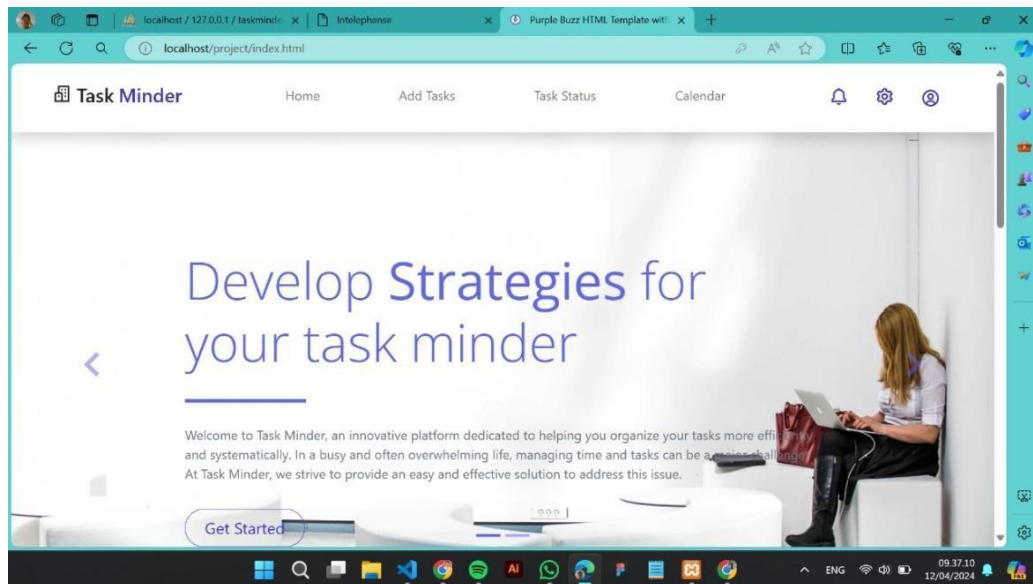 localhost / 127.0.0.1 / taskminde
Intelephense
Purple Buzz HTML Template with
localhost/project/index.html
Task Minder
Home
Add Tasks
Task Status
Calendar
Develop Strategies for
your task minder
Welcome to Task Minder, an innovative platform dedicated to helping you organize your tasks more efficiently
and systematically. In a busy and often overwhelming life, managing time and tasks can be a major challenge.
At Task Minder, we strive to provide an easy and effective solution to address this issue.
Get Started
ENG
09.37.10
12/04/2024